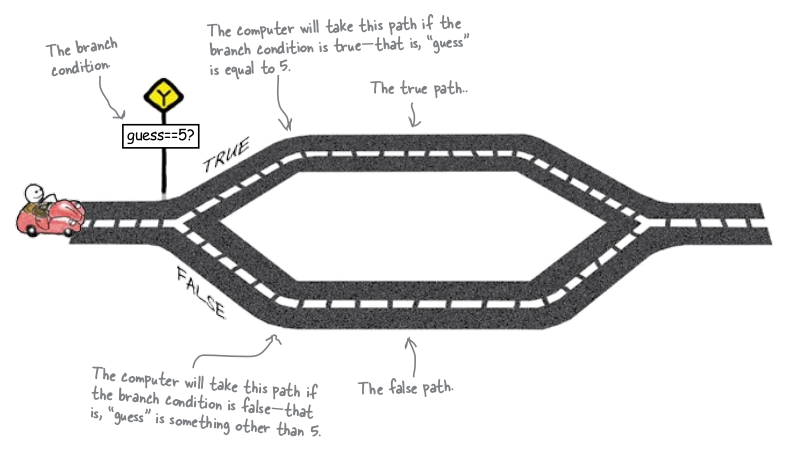 The branch
condition.
The computer will take this path if the
branch condition is true—that is, “guess”
is equal to 5.
The true path..
Y
guess==5?
TRUE
FALSE
The computer will take this path if
the branch condition is false—that
is, “guess” is something other than 5.
The false path.